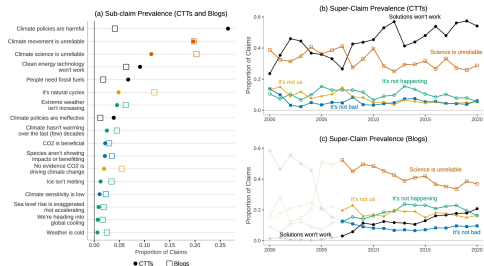 (a) Sub-claim Prevalence (CTTs and Blogs)
Climate policies are harmful
Climate movement is unreliable
Climate science is unreliable
Clean energy technology
won't work
People need fossil fuels
It's natural cycles
Extreme weather
isn't increasing
Climate policies are ineffective
Climate hasn't warming
over the last (few) decades
CO2 is beneficial
Species aren't showing
impacts or benefitting
No evidence CO2 is
driving climate change
Ice isn't melting
Climate sensitivity is low
Sea level rise is exaggerated
/not accelerating
We're heading into
global cooling
Weather is cold
0.00 0.05 0.10 0.15 0.20 0.25
Proportion of Claims
CTTs Blogs
(b) Super-Claim Prevalence (CTTs)
Proportion of Claims
0.6
0.4
0.2
0.0
Solutions won't work
Science is unreliable
It's not us
It's not happening
It's not bad
2000 2005 2010 2015 2020
(c) Super-Claim Prevalence (Blogs)
Proportion of Claims
0.6
0.4
0.2
0.0
Science is unreliable
It's not us
It's not happening
Solutions won't work
It's not bad
2000 2005 2010 2015 2020